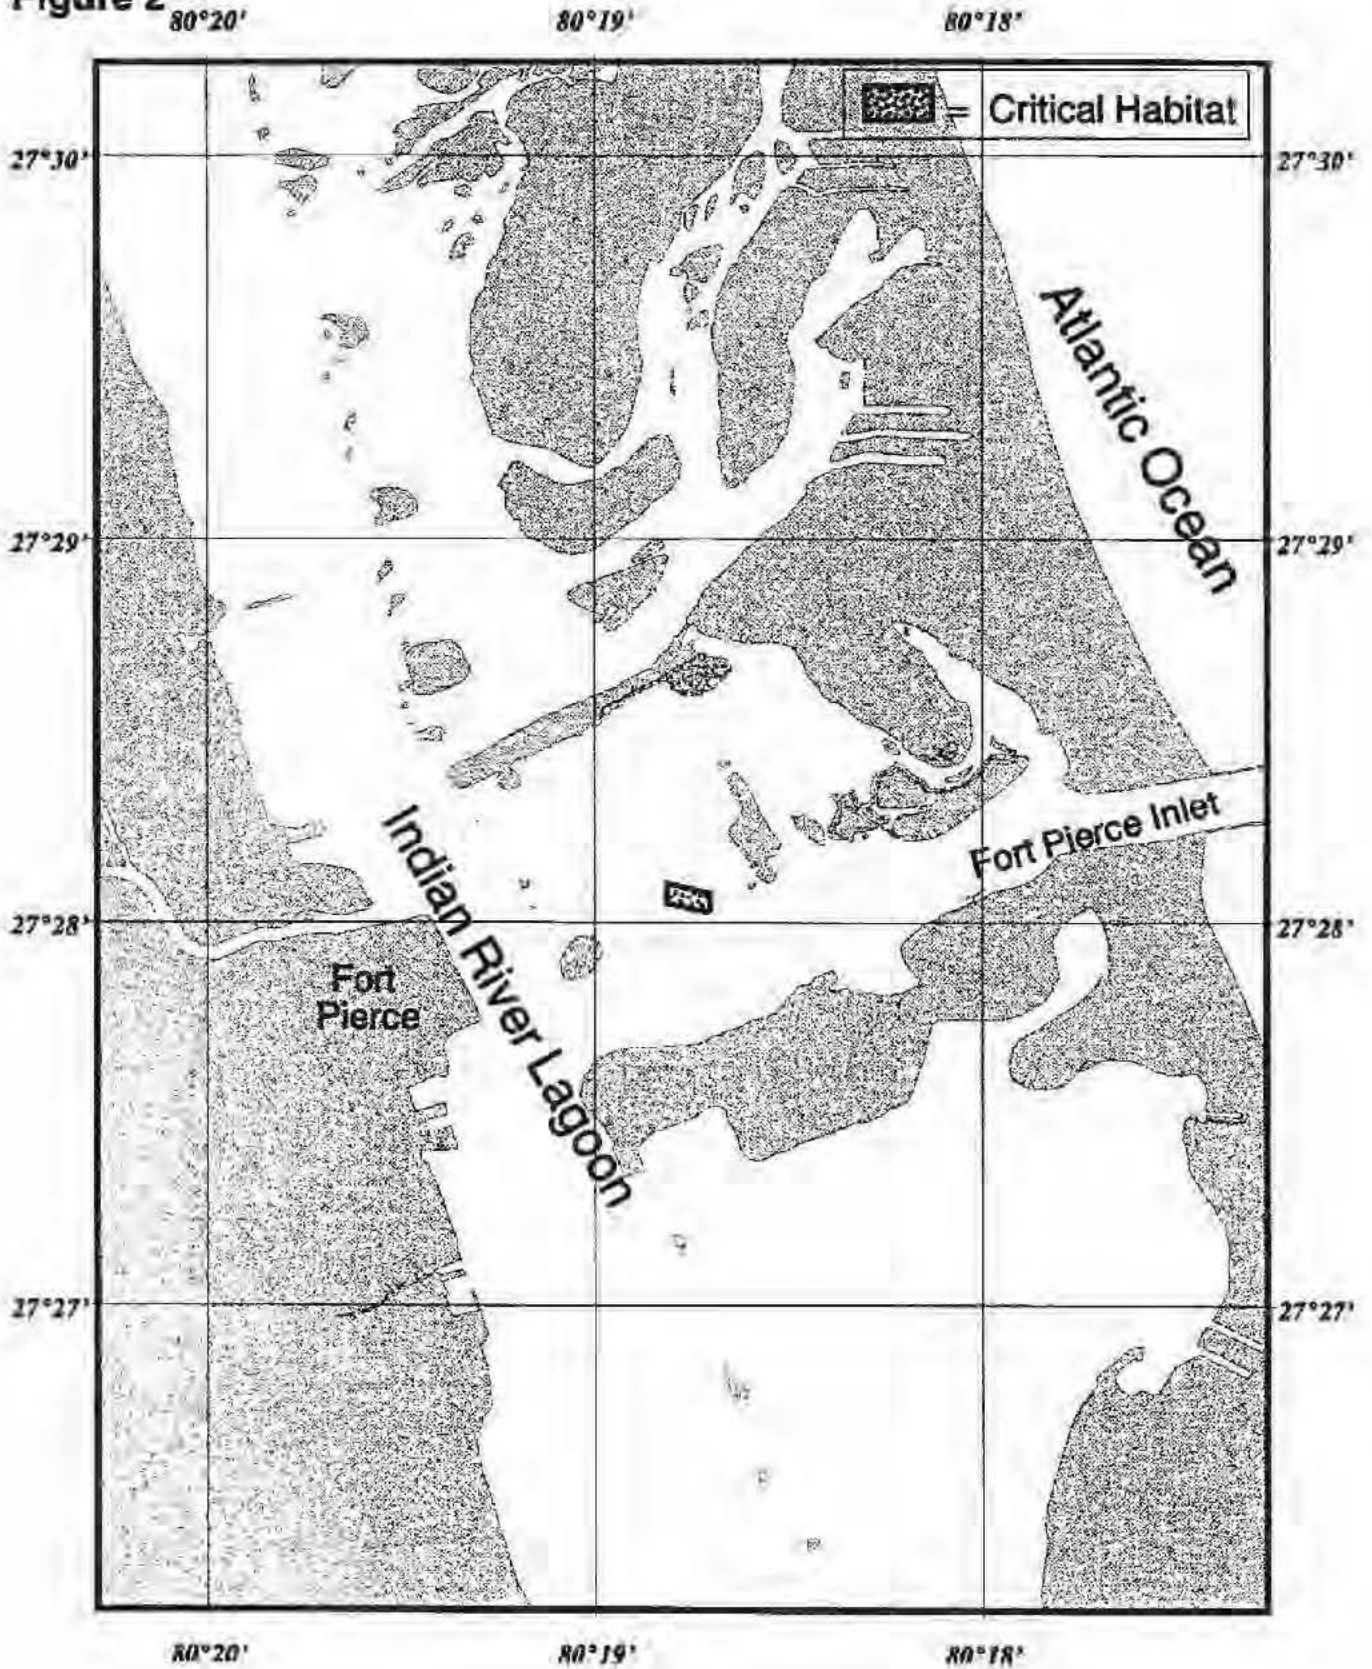 Figure 2
80°20' 80°19' 80°18'
= Critical Habitat
27°30' 27°30'
Atlantic Ocean
27°29' 27°29'
Fort Pierce Inlet
Indian River Lagoon
27°28' 27°28'
Fort
Pierce
27°27' 27°27'
80°20' 80°19' 80°18'